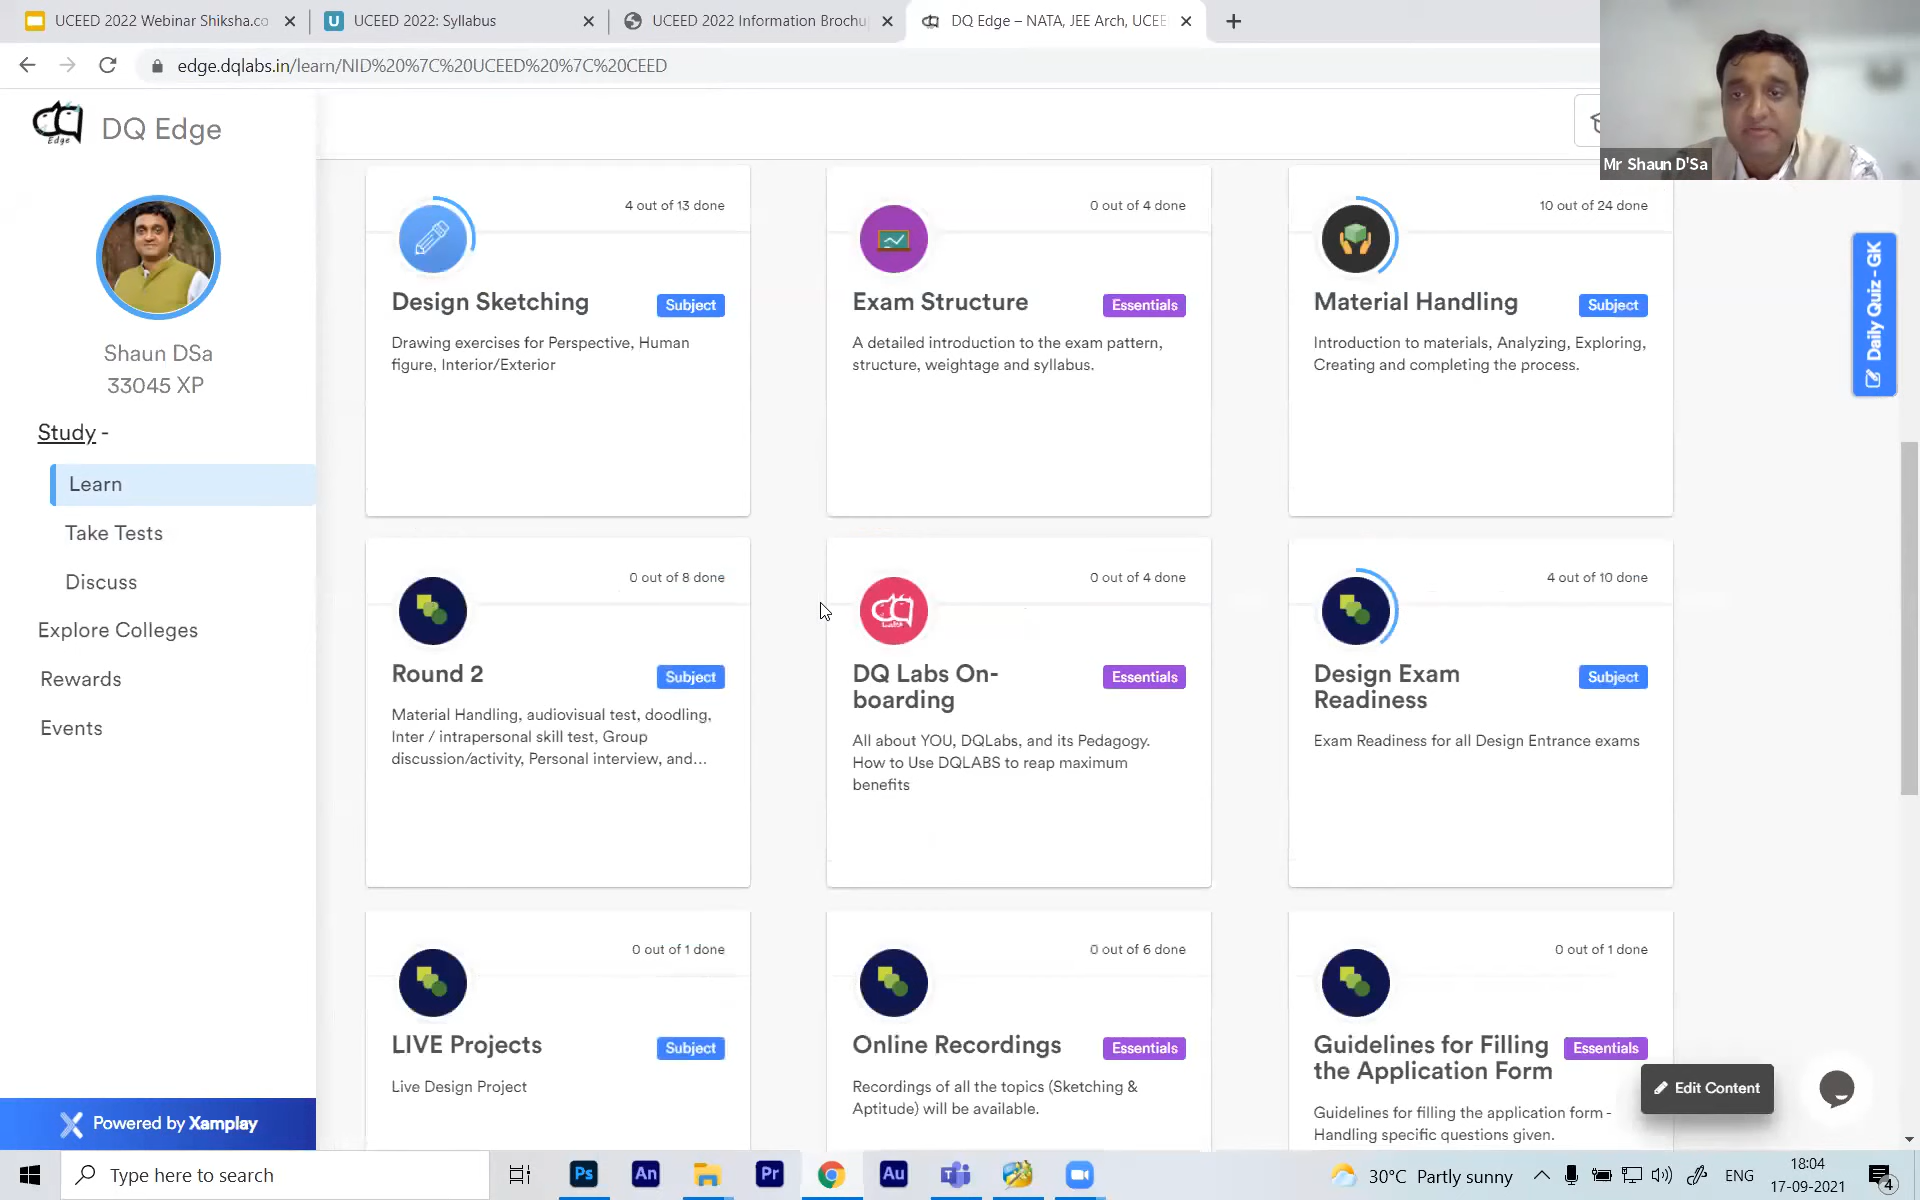 UCEED 2022 Webinar Shiksha.co
UCEED 2022: Syllabus
UCEED 2022 Information Brochu
DQ Edge – NATA, JEE Arch, UCEE
edge.dqlabs.in/learn/NID%20%7C%20UCEED%20%7C%20CEED
Mr Shaun D'Sa
Edge
DQ Edge
Shaun DSa
33045 XP
Study -
Learn
Take Tests
Discuss
Explore Colleges
Rewards
Events
Powered by Xamplay
4 out of 13 done
Design Sketching
Subject
Drawing exercises for Perspective, Human
figure, Interior/Exterior
0 out of 4 done
Exam Structure
Essentials
A detailed introduction to the exam pattern,
structure, weightage and syllabus.
10 out of 24 done
Material Handling
Subject
Introduction to materials, Analyzing, Exploring,
Creating and completing the process.
Daily Quiz - GK
0 out of 8 done
Round 2
Subject
Material Handling, audiovisual test, doodling,
Inter / intrapersonal skill test, Group
discussion/activity, Personal interview, and...
0 out of 4 done
Labs
DQ Labs On-
boarding
Essentials
All about YOU, DQLabs, and its Pedagogy.
How to Use DQLABS to reap maximum
benefits
4 out of 10 done
Design Exam
Readiness
Subject
Exam Readiness for all Design Entrance exams
0 out of 1 done
LIVE Projects
Subject
Live Design Project
0 out of 6 done
Online Recordings
Essentials
Recordings of all the topics (Sketching &
Aptitude) will be available.
0 out of 1 done
Guidelines for Filling
the Application Form
Essentials
Guidelines for filling the application form -
Handling specific questions given.
Edit Content
Type here to search
Ps
An
Pr
Au
30°C Partly sunny
ENG
18:04
17-09-2021
4